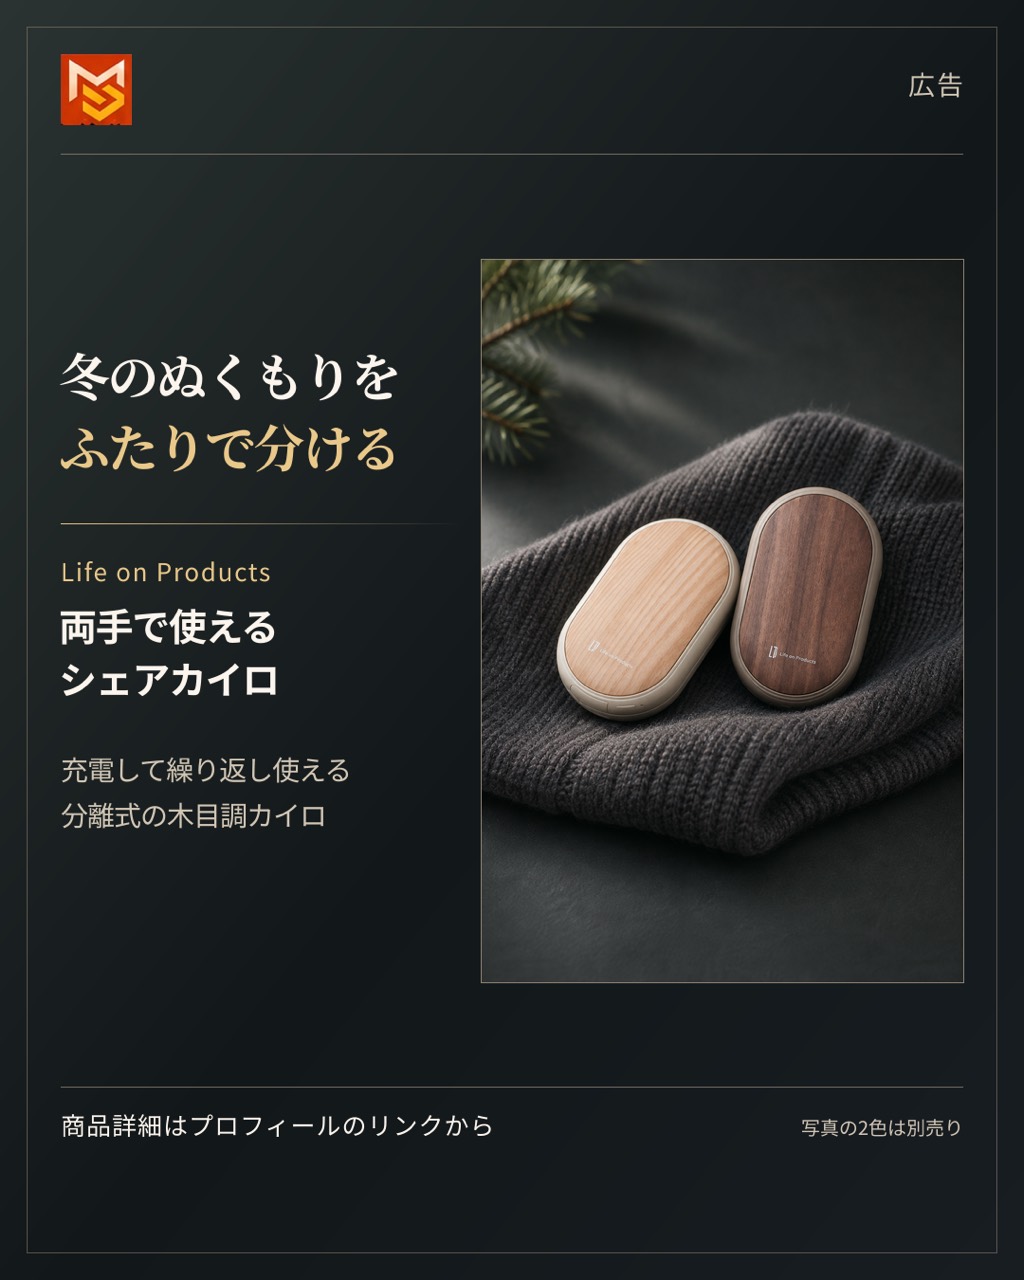 広告
冬のぬくもりを
ふたりで分ける
Life on Products
両手で使える
シェアカイロ
充電して繰り返し使える
分離式の木目調カイロ
Life on Products
商品詳細はプロフィールのリンクから
写真の2色は別売り